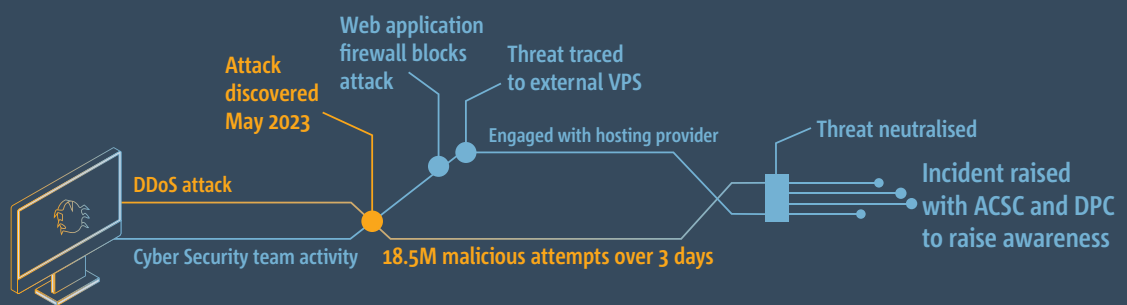 Attack
discovered
May 2023
Web application
firewall blocks
attack
Threat traced
to external VPS
Engaged with hosting provider
Threat neutralised
DDoS attack
Cyber Security team activity
18.5M malicious attempts over 3 days
Incident raised
with ACSC and DPC
to raise awareness